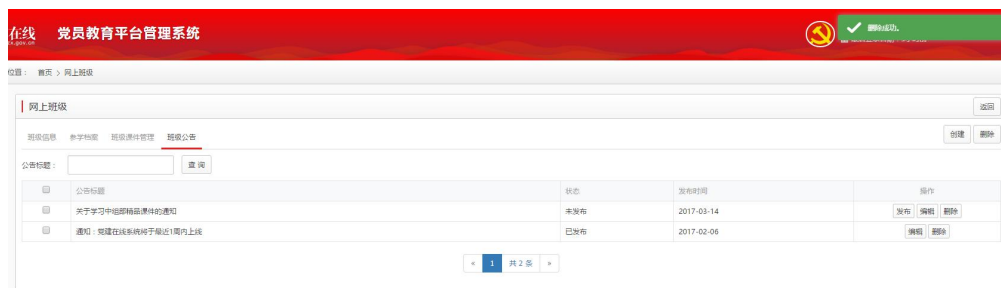 在线 党员教育平台管理系统
删除成功。
位置： 首页 > 网上班级
网上班级 返回
班级信息 参学档案 班级课件管理 班级公告 创建 删除
公告标题： 查 询
公告标题 状态 发布时间 操作
关于学习中组部精品课件的通知 未发布 2017-03-14 发布 编辑 删除
通知：党建在线系统将于最近1周内上线 已发布 2017-02-06 编辑 删除
« 1 共 2 条 »